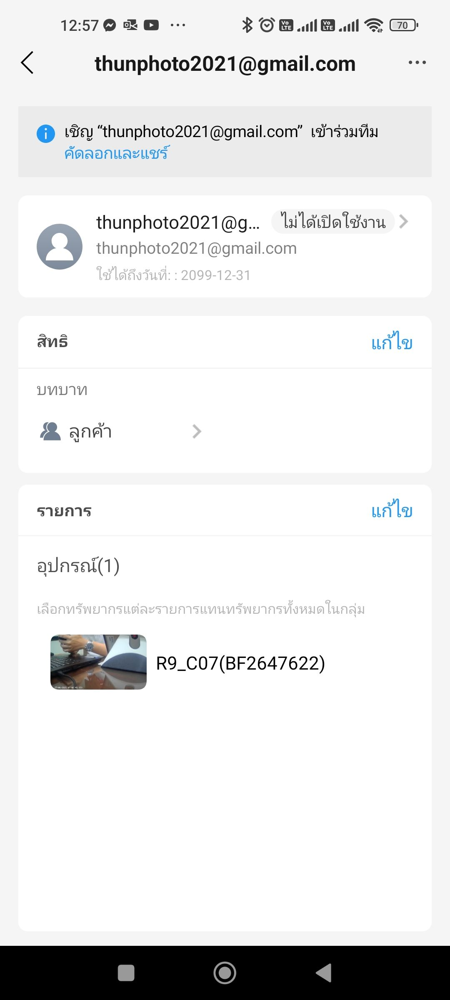 12:57
Vo LTE
Vo LTE
70
thunphoto2021@gmail.com
เชิญ “thunphoto2021@gmail.com” เข้าร่วมทีม
คัดลอกและแชร์
thunphoto2021@g... ไม่ได้เปิดใช้งาน
thunphoto2021@gmail.com
ใช้ได้ถึงวันที่: : 2099-12-31
สิทธิ แก้ไข
บทบาท
ลูกค้า
รายการ แก้ไข
อุปกรณ์(1)
เลือกทรัพยากรแต่ละรายการแทนทรัพยากรทั้งหมดในกลุ่ม
R9_C07(BF2647622)